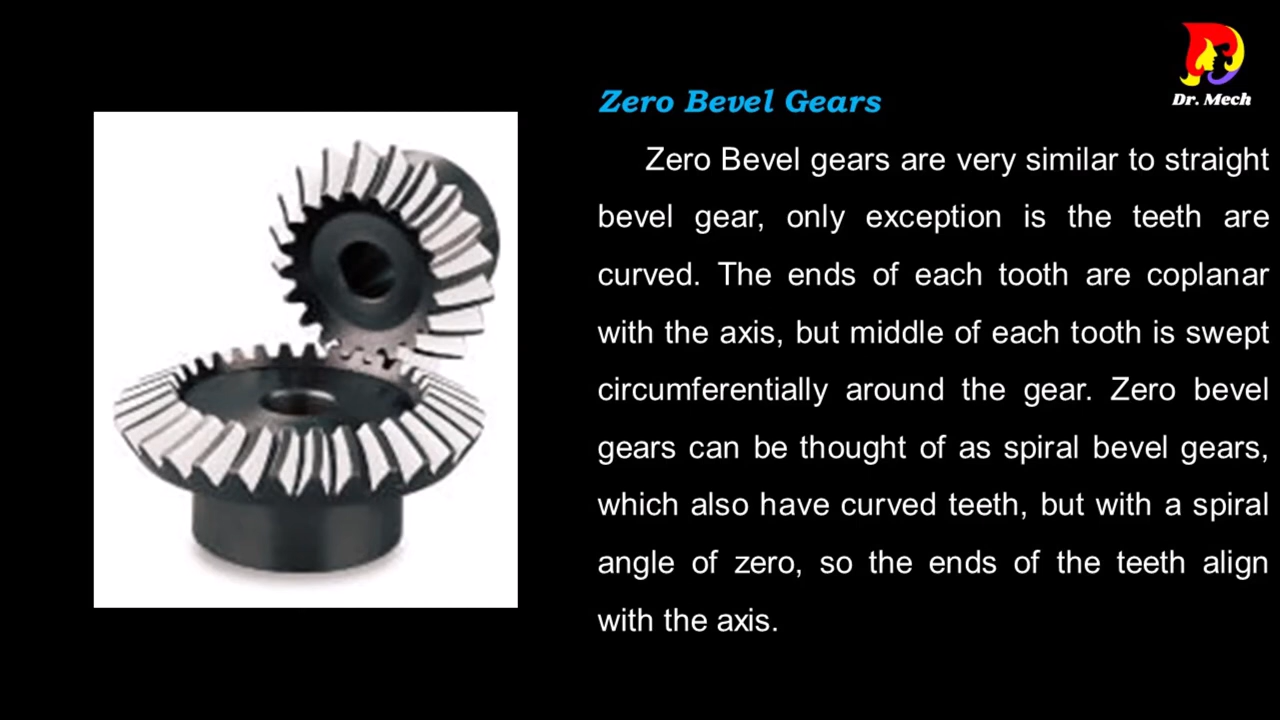 Dr. Mech
Zero Bevel Gears
Zero Bevel gears are very similar to straight
bevel gear, only exception is the teeth are
curved. The ends of each tooth are coplanar
with the axis, but middle of each tooth is swept
circumferentially around the gear. Zero bevel
gears can be thought of as spiral bevel gears,
which also have curved teeth, but with a spiral
angle of zero, so the ends of the teeth align
with the axis.